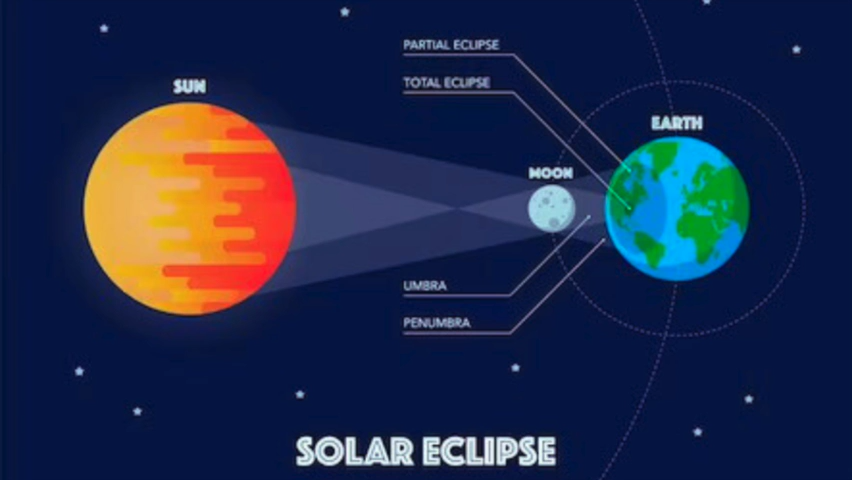 PARTIAL ECLIPSE
TOTAL ECLIPSE
SUN
EARTH
MOON
UMBRA
PENUMBRA
SOLAR ECLIPSE